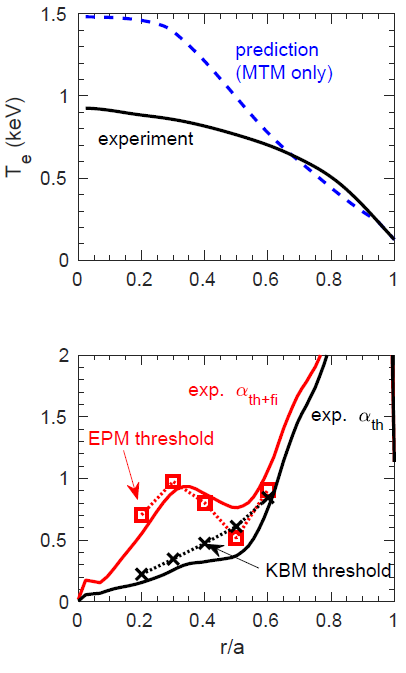 1.5
prediction
(MTM only)
1
T_e (keV)
experiment
0.5
0
0 0.2 0.4 0.6 0.8 1
2
exp. α_th+fi
exp. α_th
1.5
EPM threshold
1
0.5
KBM threshold
0
0 0.2 0.4 0.6 0.8 1
r/a